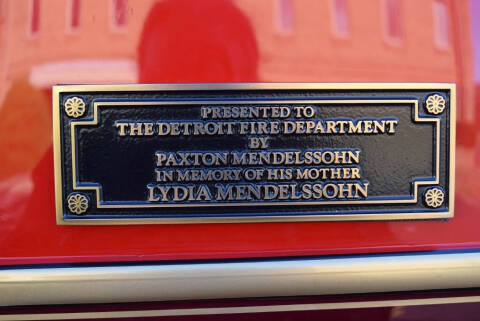 PRESENTED TO
THE DETROIT FIRE DEPARTMENT
BY
PAXTON MENDELSSOHN
IN MEMORY OF HIS MOTHER
LYDIA MENDELSSOHN